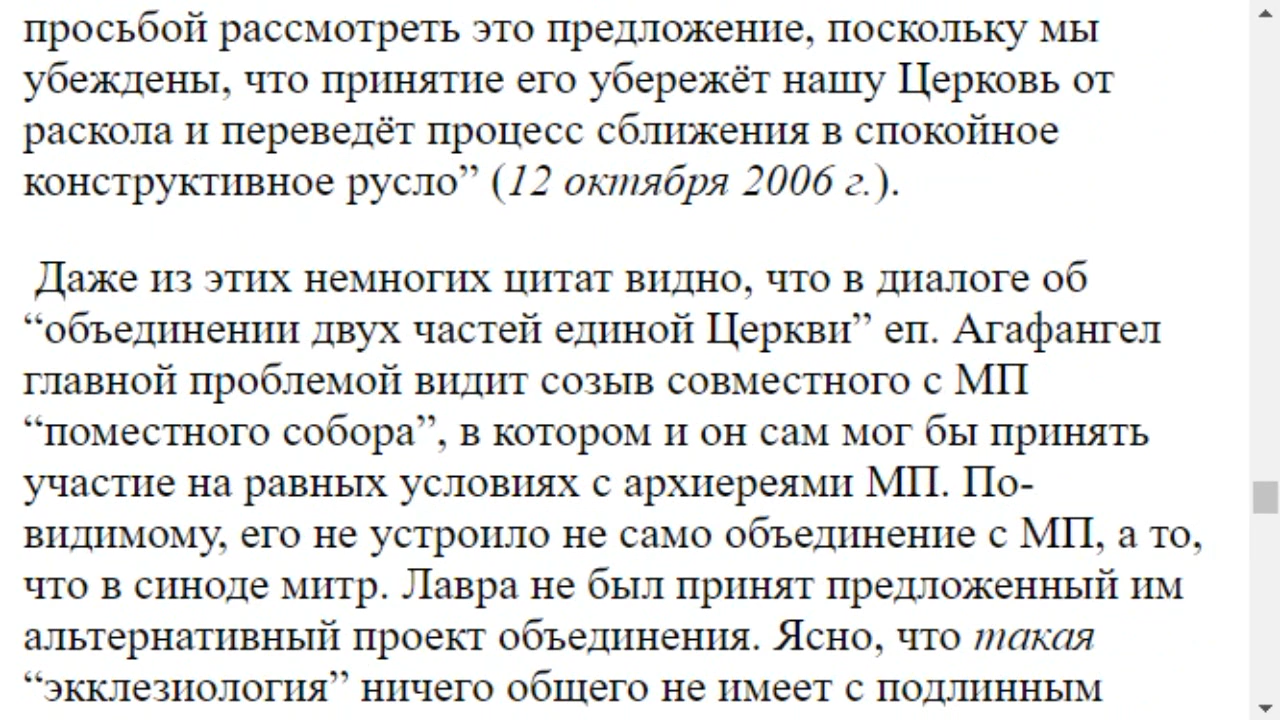 просьбой рассмотреть это предложение, поскольку мы
убеждены, что принятие его убережёт нашу Церковь от
раскола и переведёт процесс сближения в спокойное
конструктивное русло” (12 октября 2006 г.).
Даже из этих немногих цитат видно, что в диалоге об
“объединении двух частей единой Церкви” еп. Агафангел
главной проблемой видит созыв совместного с МП
“поместного собора”, в котором и он сам мог бы принять
участие на равных условиях с архиереями МП. По-
видимому, его не устроило не само объединение с МП, а то,
что в синоде митр. Лавра не был принят предложенный им
альтернативный проект объединения. Ясно, что такая
“экклезиология” ничего общего не имеет с подлинным